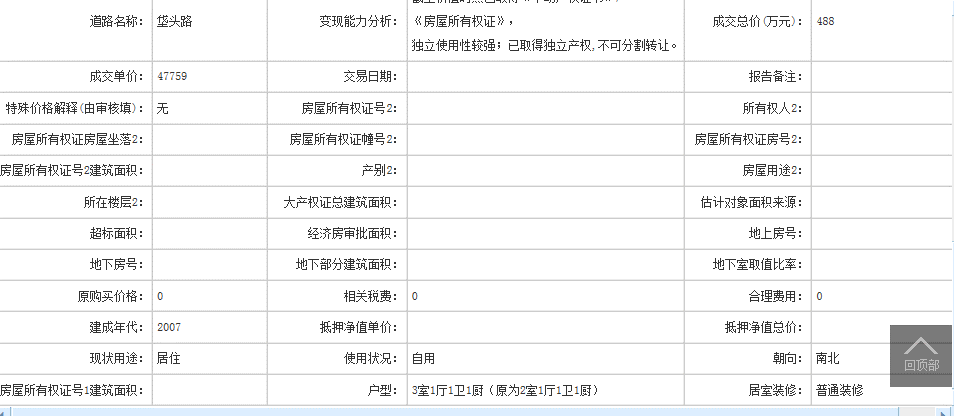 道路名称: 垡头路 变现能力分析: 《房屋所有权证》, 成交总价(万元): 488
独立使用性较强; 已取得独立产权,不可分割转让。
成交单价: 47759 交易日期: 报告备注:
特殊价格解释(由审核填): 无 房屋所有权证号2: 所有权人2:
房屋所有权证房屋坐落2: 房屋所有权证幢号2: 房屋所有权证房号2:
房屋所有权证号2建筑面积: 产别2: 房屋用途2:
所在楼层2: 大产权证总建筑面积: 估计对象面积来源:
超标面积: 经济房审批面积: 地上房号:
地下房号: 地下部分建筑面积: 地下室取值比率:
原购买价格: 0 相关税费: 0 合理费用: 0
建成年代: 2007 抵押净值单价: 抵押净值总价:
现状用途: 居住 使用状况: 自用 朝向: 南北
回顶部
房屋所有权证号1建筑面积: 户型: 3室1厅1卫1厨（原为2室1厅1卫1厨） 居室装修: 普通装修